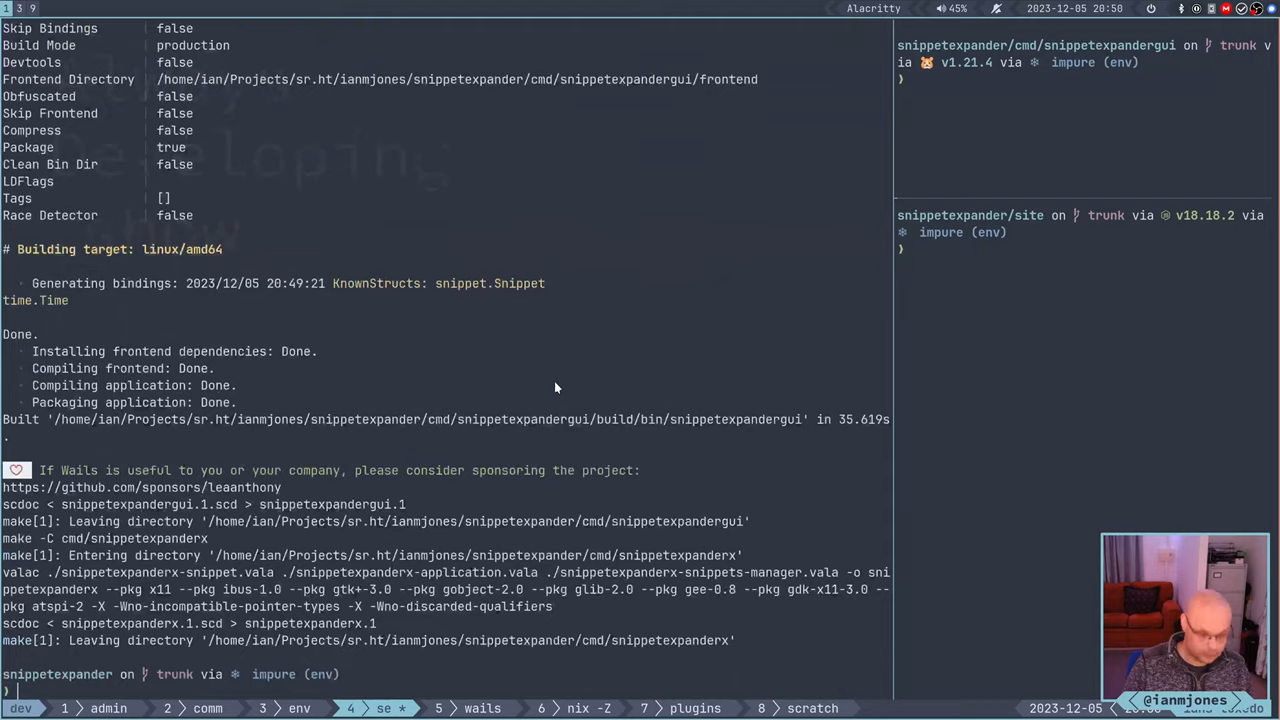 1 3 9
Alacritty
45%
2023-12-05 20:50
Skip Bindings | false
Build Mode | production
Devtools | false
Frontend Directory | /home/ian/Projects/sr.ht/ianmjones/snippetexpander/cmd/snippetexpandergui/frontend
Obfuscated | false
Skip Frontend | false
Compress | false
Package | true
Clean Bin Dir | false
LDFlags |
Tags | []
Race Detector | false
Developing
show
# Building target: linux/amd64
• Generating bindings: 2023/12/05 20:49:21 KnownStructs: snippet.Snippet
time.Time
Done.
• Installing frontend dependencies: Done.
• Compiling frontend: Done.
• Compiling application: Done.
• Packaging application: Done.
Built '/home/ian/Projects/sr.ht/ianmjones/snippetexpander/cmd/snippetexpandergui/build/bin/snippetexpandergui' in 35.619s
.
♡ If Wails is useful to you or your company, please consider sponsoring the project:
https://github.com/sponsors/leaanthony
scdoc < snippetexpandergui.1.scd > snippetexpandergui.1
make[1]: Leaving directory '/home/ian/Projects/sr.ht/ianmjones/snippetexpander/cmd/snippetexpandergui'
make -C cmd/snippetexpanderx
make[1]: Entering directory '/home/ian/Projects/sr.ht/ianmjones/snippetexpander/cmd/snippetexpanderx'
valac ./snippetexpanderx-snippet.vala ./snippetexpanderx-application.vala ./snippetexpanderx-snippets-manager.vala -o sni
ppetexpanderx --pkg x11 --pkg ibus-1.0 --pkg gtk+-3.0 --pkg gobject-2.0 --pkg glib-2.0 --pkg gee-0.8 --pkg gdk-x11-3.0 --
pkg atspi-2 -X -Wno-incompatible-pointer-types -X -Wno-discarded-qualifiers
scdoc < snippetexpanderx.1.scd > snippetexpanderx.1
make[1]: Leaving directory '/home/ian/Projects/sr.ht/ianmjones/snippetexpander/cmd/snippetexpanderx'
snippetexpander on trunk via ❄ impure (env)
❯
snippetexpander/cmd/snippetexpandergui on trunk v
ia 🐹 v1.21.4 via ❄ impure (env)
❯
snippetexpander/site on trunk via v18.18.2 via
❄ impure (env)
❯
@ianmjones
dev 1 admin 2 comm 3 env 4 se * 5 wails 6 nix -Z 7 plugins 8 scratch
2023-12-05